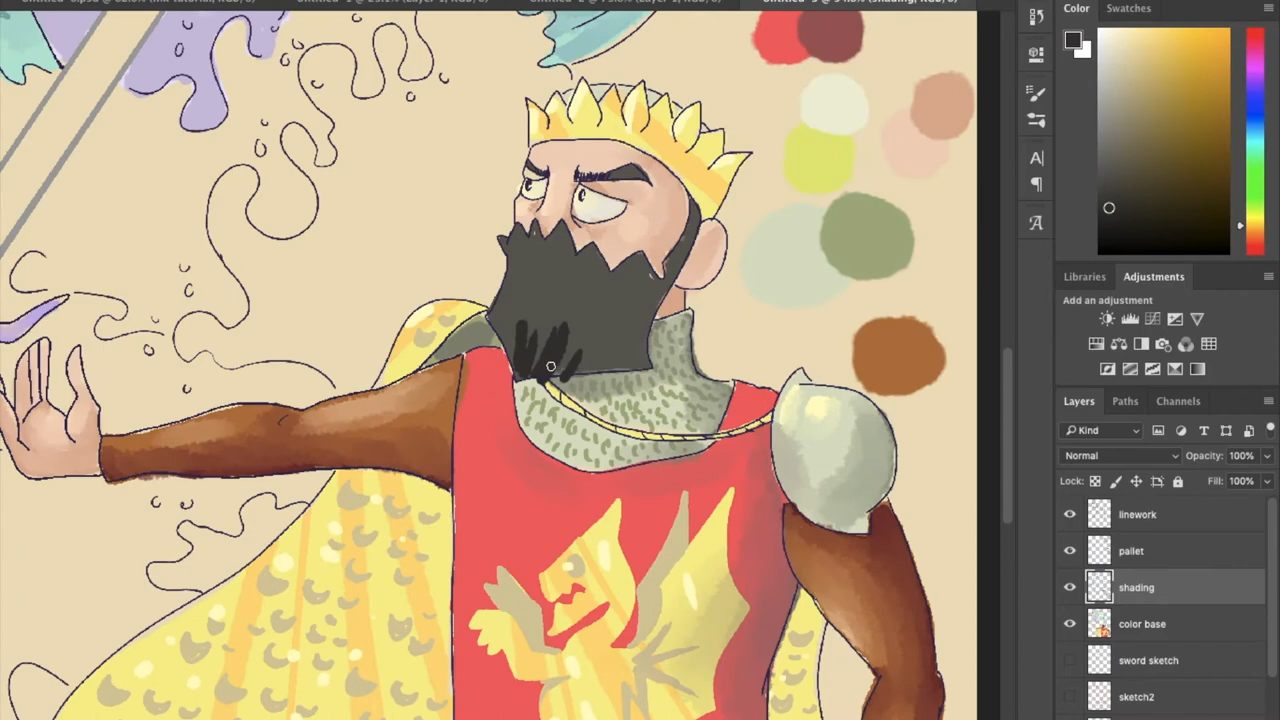 Color
Swatches
A|
¶
A
Libraries
Adjustments
Add an adjustment
Layers
Paths
Channels
Kind
Normal
Opacity: 100%
Lock:
Fill: 100%
linework
pallet
shading
color base
sword sketch
sketch2